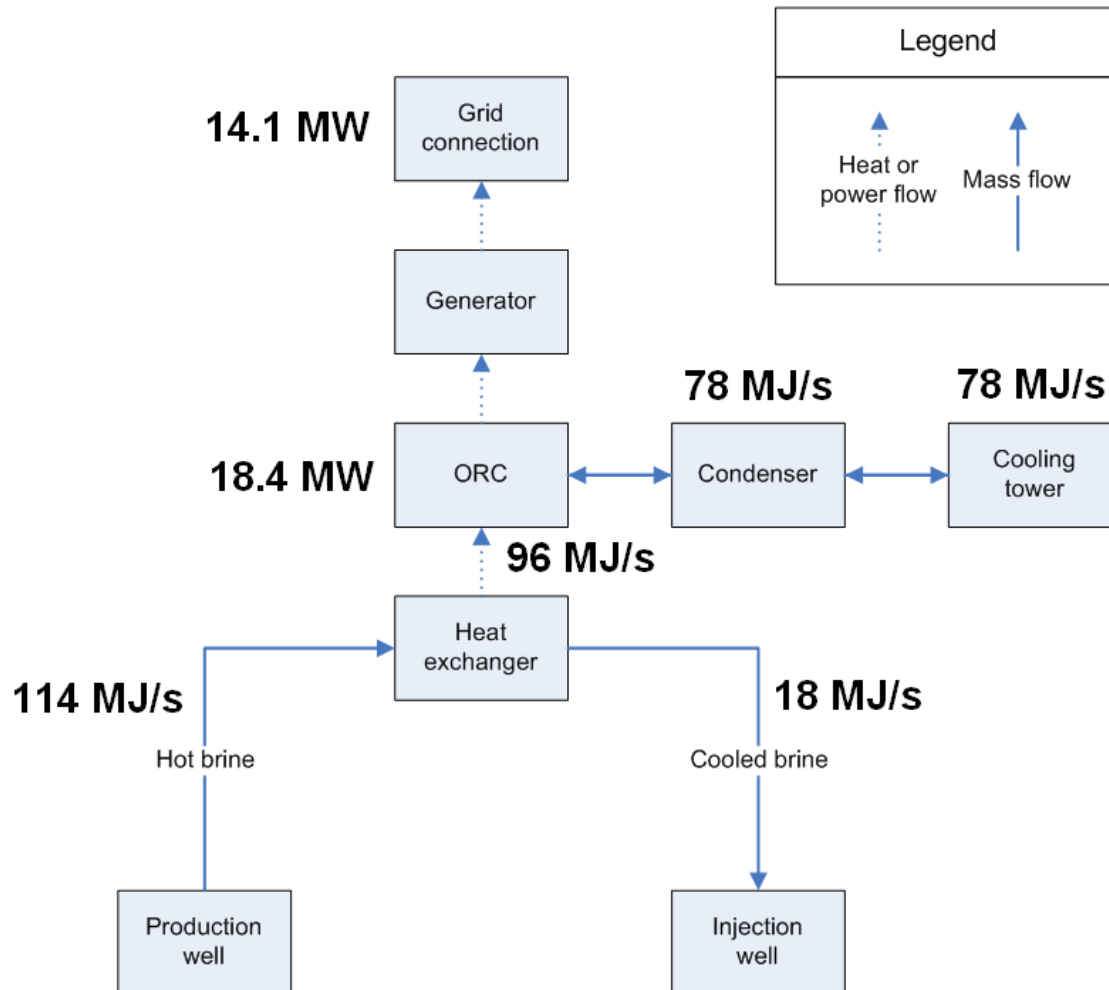 Legend
Heat or
power flow
Mass flow
14.1 MW
Grid
connection
Generator
18.4 MW
ORC
78 MJ/s
Condenser
78 MJ/s
Cooling
tower
96 MJ/s
Heat
exchanger
114 MJ/s
18 MJ/s
Hot brine
Cooled brine
Production
well
Injection
well